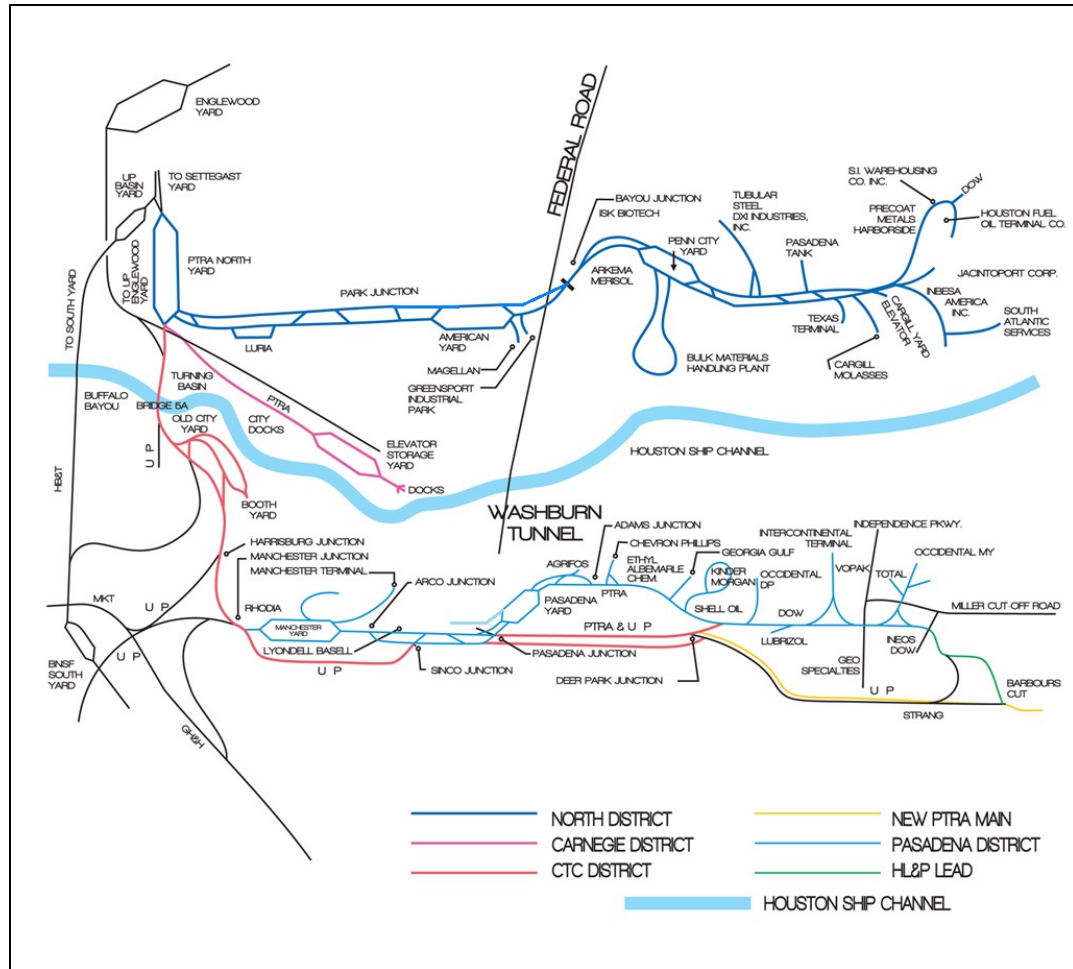 ENGLEWOOD
YARD
UP
BASIN
YARD
TO SETTEGAST
YARD
PTRA NORTH
YARD
TO UP
ENGLEWOOD
YARD
TO SOUTH YARD
PARK JUNCTION
LURIA
AMERICAN
YARD
MAGELLAN
GREENSPORT
INDUSTRIAL
PARK
FEDERAL ROAD
BAYOU JUNCTION
ISK BIOTECH
PENN CITY
YARD
ARKEMA
MERISOL
TUBULAR
STEEL
DXI INDUSTRIES,
INC.
PASADENA
TANK
S.I. WAREHOUSING
CO. INC.
DOW
PRECOAT
METALS
HARBORSIDE
HOUSTON FUEL
OIL TERMINAL CO.
JACINTOPORT CORP.
INBESA
AMERICA
INC.
SOUTH
ATLANTIC
SERVICES
CARGILL YARD
ELEVATOR
TEXAS
TERMINAL
CARGILL
MOLASSES
BULK MATERIALS
HANDLING PLANT
BUFFALO
BAYOU
TURNING
BASIN
BRIDGE 5A
OLD CITY
YARD
CITY
DOCKS
PTRA
UP
ELEVATOR
STORAGE
YARD
DOCKS
BOOTH
YARD
HOUSTON SHIP CHANNEL
HB&T
WASHBURN
TUNNEL
HARRISBURG JUNCTION
MANCHESTER JUNCTION
MANCHESTER TERMINAL
ARCO JUNCTION
RHODIA
MANCHESTER
YARD
LYONDELL BASELL
SINCO JUNCTION
UP
MKT
UP
UP
BNSF
SOUTH
YARD
GH&H
AGRIFOS
ADAMS JUNCTION
CHEVRON PHILLIPS
ETHYL
ALBEMARILE
CHEM.
GEORGIA GULF
KINDER
MORGAN
PASADENA
YARD
PTRA
SHELL OIL
OCCIDENTAL
DP
INTERCONTINENTAL
TERMINAL
VOPAK
INDEPENDENCE PKWY.
OCCIDENTAL MY
TOTAL
MILLER CUT OFF ROAD
DOW
LUBRIZOL
PTRA & UP
PASADENA JUNCTION
DEER PARK JUNCTION
GEO
SPECIALTIES
INEOS
DOW
UP
BARBOURS
CUT
STRANG
NORTH DISTRICT
CARNEGIE DISTRICT
CTC DISTRICT
NEW PTRA MAIN
PASADENA DISTRICT
HL&P LEAD
HOUSTON SHIP CHANNEL